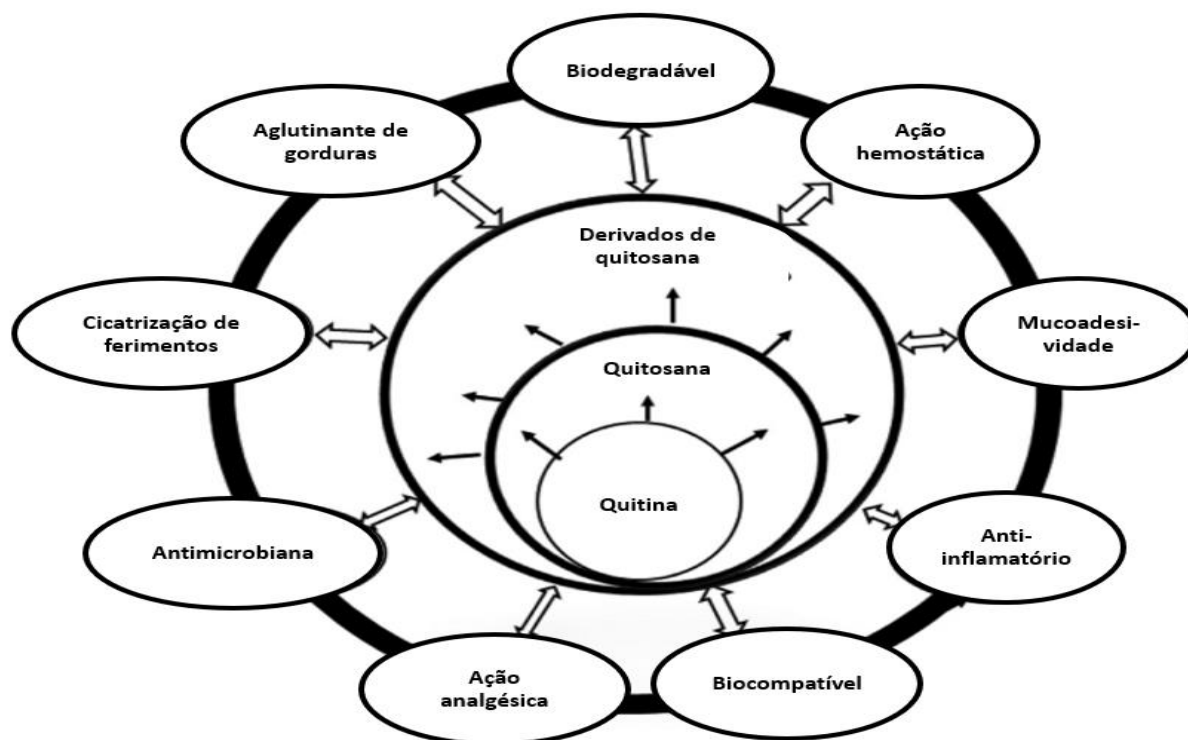 Biodegradável
Aglutinante de
gorduras
Ação
hemostática
Derivados de
quitosana
Cicatrização de
ferimentos
Mucoadesi-
vidade
Quitosana
Quitina
Antimicrobiana
Anti-
inflamatório
Ação
analgésica
Biocompatível